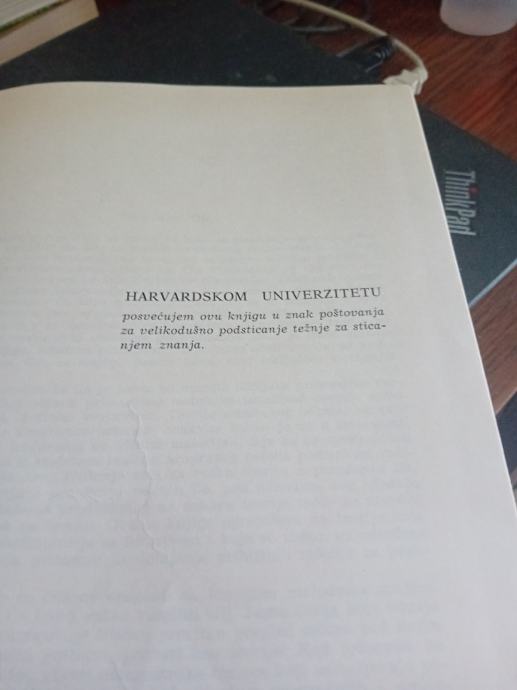 HARVARDSKOM UNIVERZITETU
posvećujem ovu knjigu u znak poštovanja
za velikodušno podsticanje težnje za stica-
njem znanja.
ThinkPad